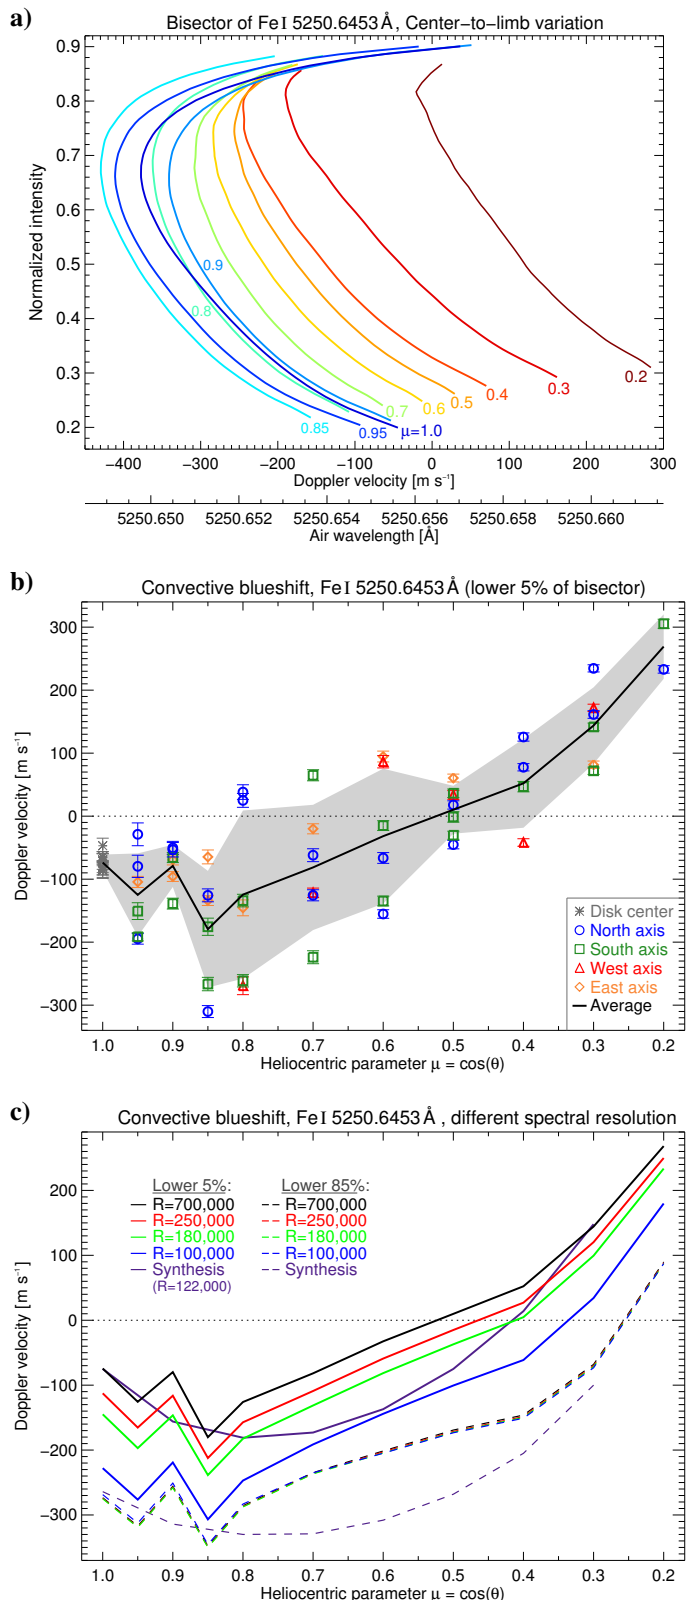 a)
Bisector of Fe I 5250.6453 Å, Center-to-limb variation
0.9
0.8
0.7
0.6
0.5
0.4
0.3
0.2
Normalized intensity
0.9
0.8
0.85
0.95
μ=1.0
0.7
0.6
0.5
0.4
0.3
0.2
−400 −300 −200 −100 0 100 200 300
Doppler velocity [m s⁻¹]
5250.650 5250.652 5250.654 5250.656 5250.658 5250.660
Air wavelength [Å]
b)
Convective blueshift, Fe I 5250.6453 Å (lower 5% of bisector)
300
200
100
0
−100
−200
−300
Doppler velocity [m s⁻¹]
Disk center
North axis
South axis
West axis
East axis
Average
1.0 0.9 0.8 0.7 0.6 0.5 0.4 0.3 0.2
Heliocentric parameter μ = cos(θ)
c)
Convective blueshift, Fe I 5250.6453 Å , different spectral resolution
200
100
0
−100
−200
−300
Doppler velocity [m s⁻¹]
Lower 5%: Lower 85%:
R=700,000 R=700,000
R=250,000 R=250,000
R=180,000 R=180,000
R=100,000 R=100,000
Synthesis Synthesis
(R=122,000)
1.0 0.9 0.8 0.7 0.6 0.5 0.4 0.3 0.2
Heliocentric parameter μ = cos(θ)